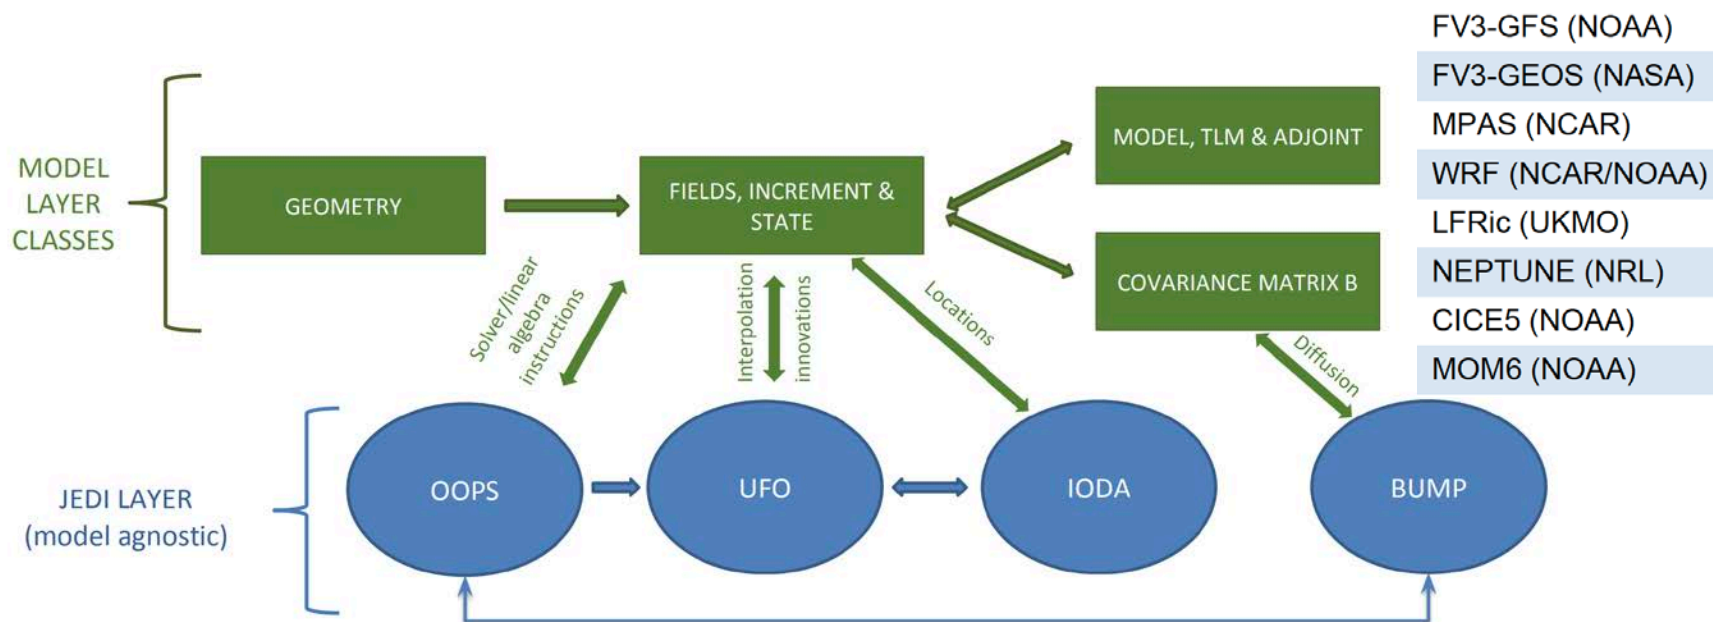 FV3-GFS (NOAA)
FV3-GEOS (NASA)
MPAS (NCAR)
WRF (NCAR/NOAA)
LFRic (UKMO)
NEPTUNE (NRL)
CICE5 (NOAA)
MOM6 (NOAA)
MODEL
LAYER
CLASSES
GEOMETRY
FIELDS, INCREMENT &
STATE
MODEL, TLM & ADJOINT
COVARIANCE MATRIX B
Solver/linear
algebra
instructions
Interpolation
innovations
Locations
Diffusion
JEDI LAYER
(model agnostic)
OOPS
UFO
IODA
BUMP